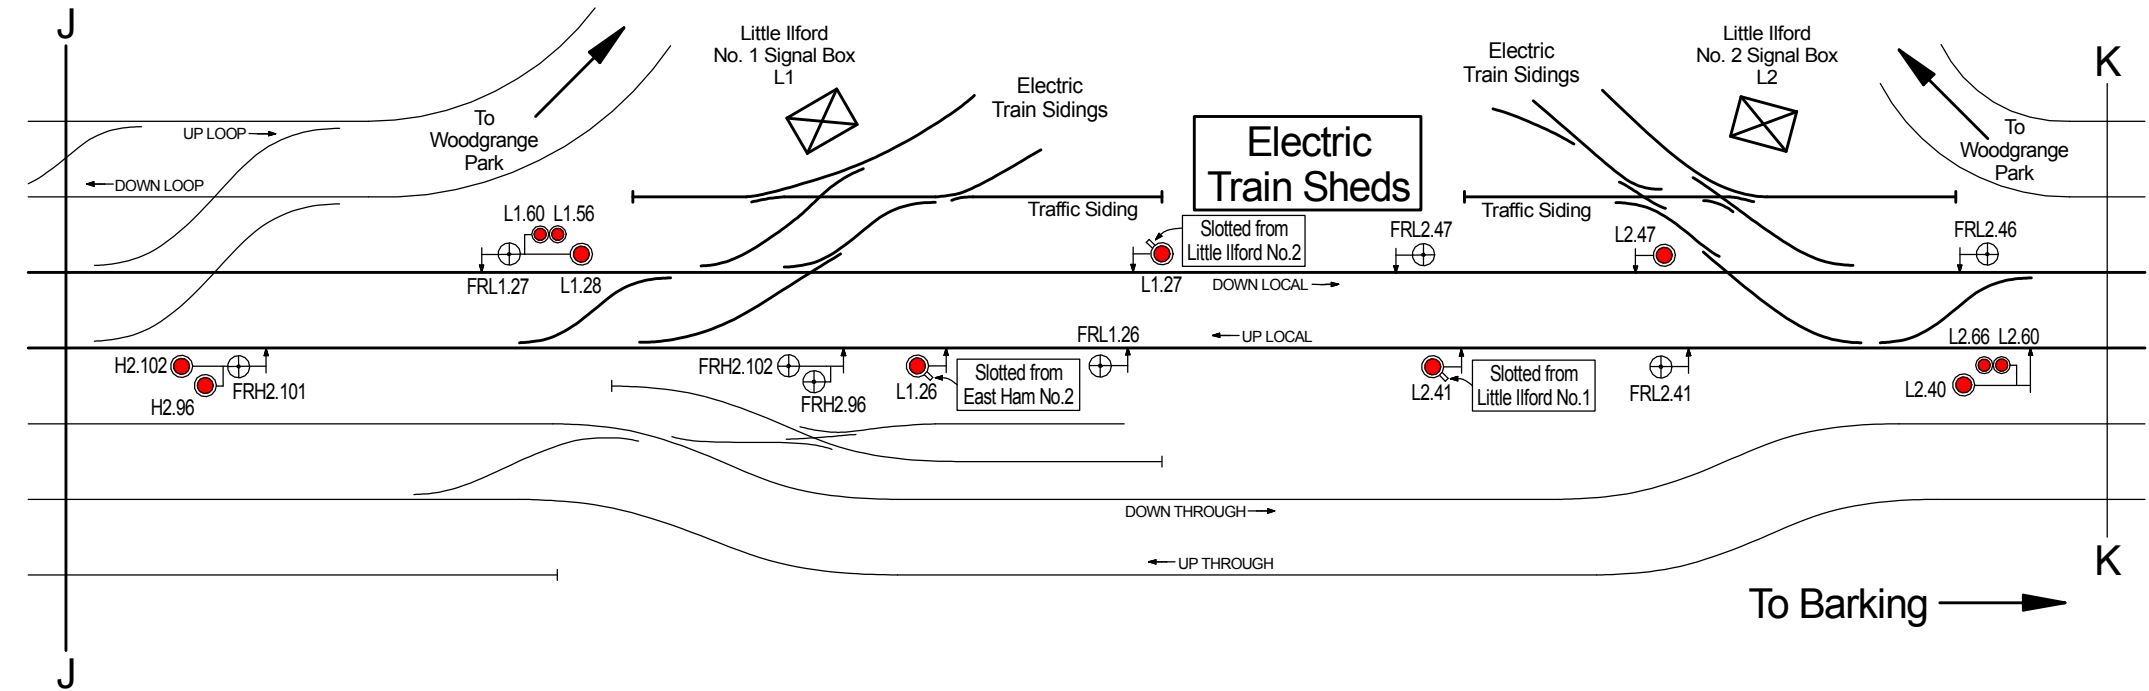 J
K
Little Ilford
No. 1 Signal Box
L1
Electric
Train Sidings
Electric
Train Sidings
Little Ilford
No. 2 Signal Box
L2
To
Woodgrange
Park
To
Woodgrange
Park
UP LOOP
DOWN LOOP
Electric
Train Sheds
Traffic Siding
Traffic Siding
L1.60 L1.56
FRL1.27
L1.28
Slotted from
Little Ilford No.2
L1.27
DOWN LOCAL
FRL2.47
L2.47
FRL2.46
UP LOCAL
H2.102
H2.96
FRH2.101
FRH2.102
FRH2.96
L1.26
Slotted from
East Ham No.2
FRL1.26
L2.41
Slotted from
Little Ilford No.1
FRL2.41
L2.66 L2.60
L2.40
DOWN THROUGH
UP THROUGH
K
To Barking
J